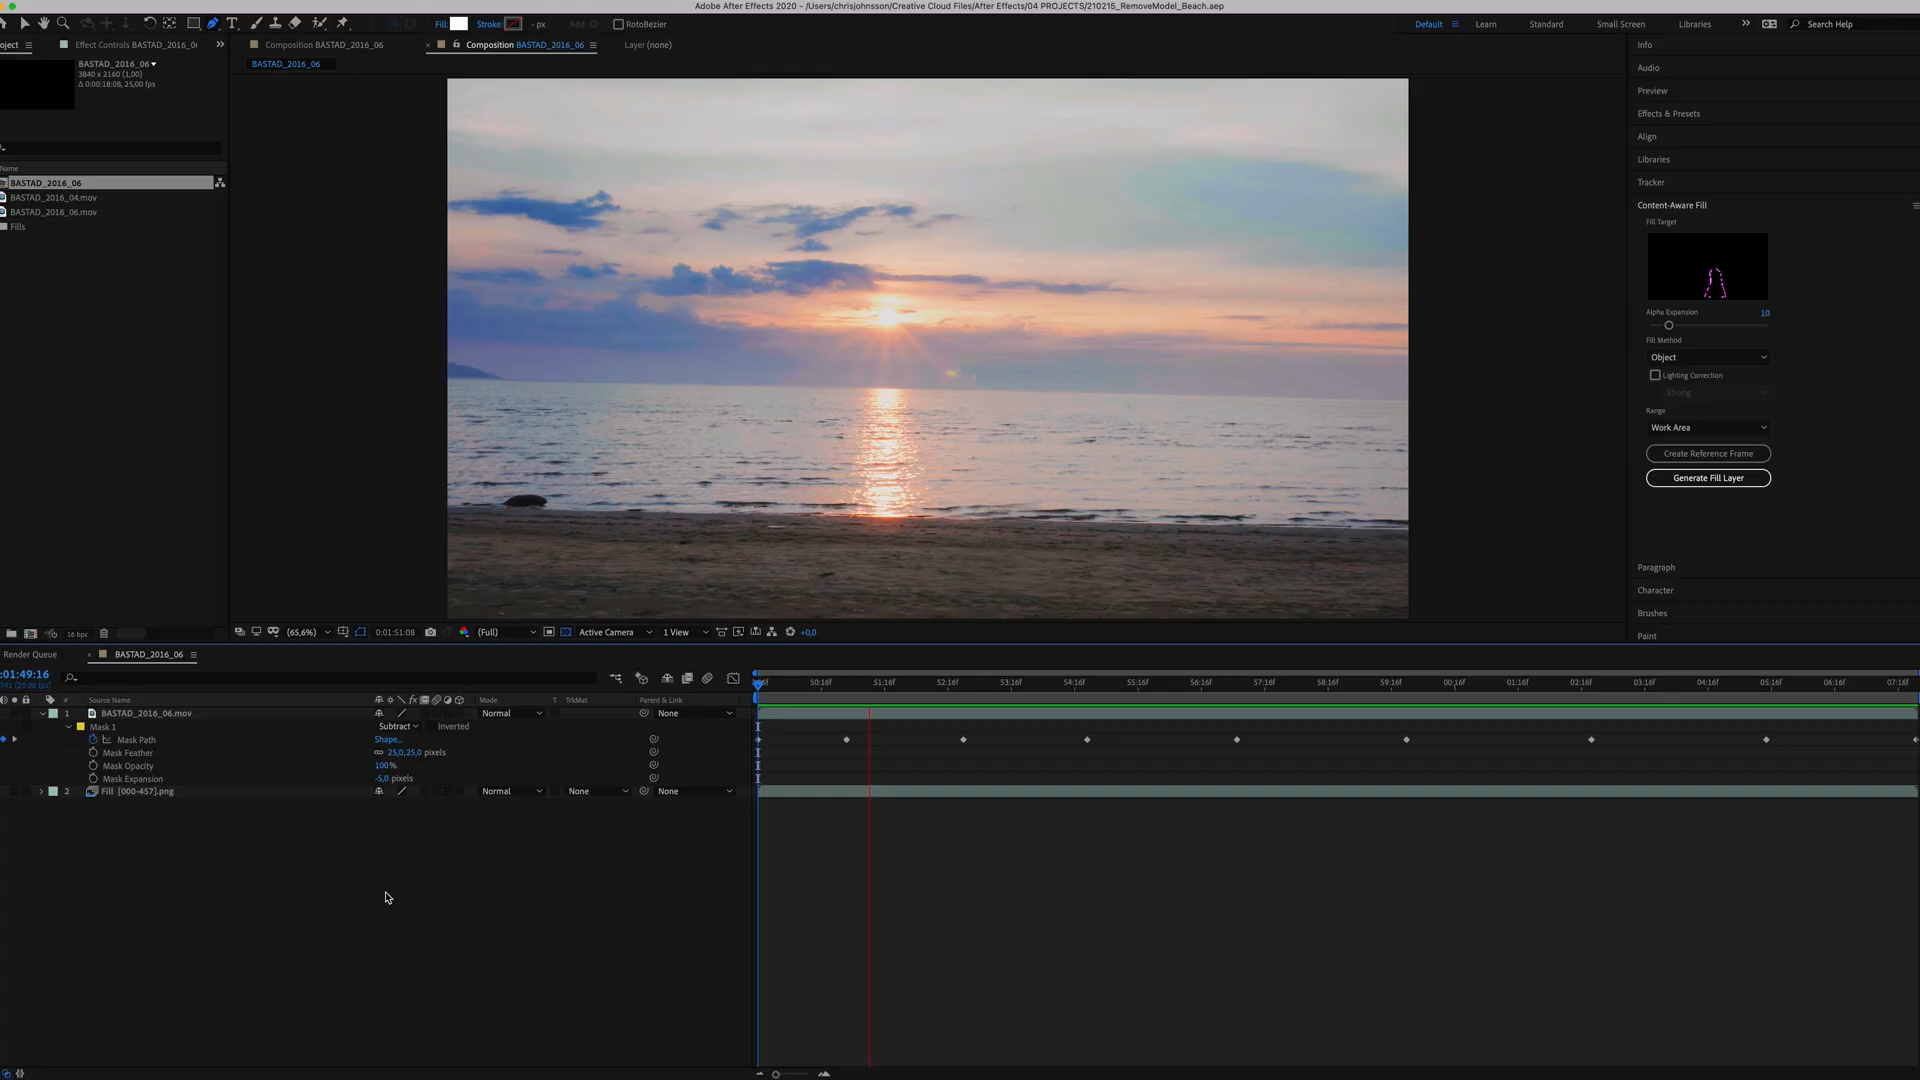 Adobe After Effects 2020 - /Users/chrisjohnsson/Creative Cloud Files/After Effects/04 PROJECTS/210215_RemoveModel_Beach.aep
Fill: Stroke: - px Add: RotoBezier Default Learn Standard Small Screen Libraries Search Help
oject Effect Controls BASTAD_2016_0 Composition BASTAD_2016_06 Composition BASTAD_2016_06 Layer (none)
BASTAD_2016_06
BASTAD_2016_06
3840 x 2160 (1,00)
Δ 0:00:18:08, 25,00 fps
Name
BASTAD_2016_06
BASTAD_2016_04.mov
BASTAD_2016_06.mov
Fills
16 bpc
(65,6%) 0:01:51:08 (Full) Active Camera 1 View +0,0
Info
Audio
Preview
Effects & Presets
Align
Libraries
Tracker
Content-Aware Fill
Fill Target
Alpha Expansion 10
Fill Method
Object
Lighting Correction
Strong
Range
Work Area
Create Reference Frame
Generate Fill Layer
Paragraph
Character
Brushes
Paint
Render Queue BASTAD_2016_06
:01:49:16
741 (25.00 fps)
50:16f 51:16f 52:16f 53:16f 54:16f 55:16f 56:16f 57:16f 58:16f 59:16f 00:16f 01:16f 02:16f 03:16f 04:16f 05:16f 06:16f 07:16f
# Source Name Mode T TrkMat Parent & Link
1 BASTAD_2016_06.mov Normal None
Mask 1 Subtract Inverted
Mask Path Shape...
Mask Feather 25,0,25,0 pixels
Mask Opacity 100%
Mask Expansion -5,0 pixels
2 Fill [000-457].png Normal None None